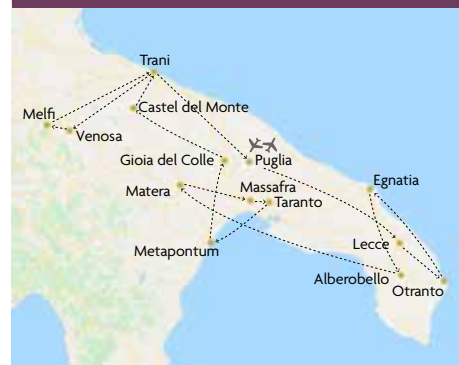 Trani
Castel del Monte
Melfi
Venosa
Gioia del Colle
Puglia
Egnatia
Matera
Massafra
Taranto
Metapontum
Lecce
Alberobello
Otranto